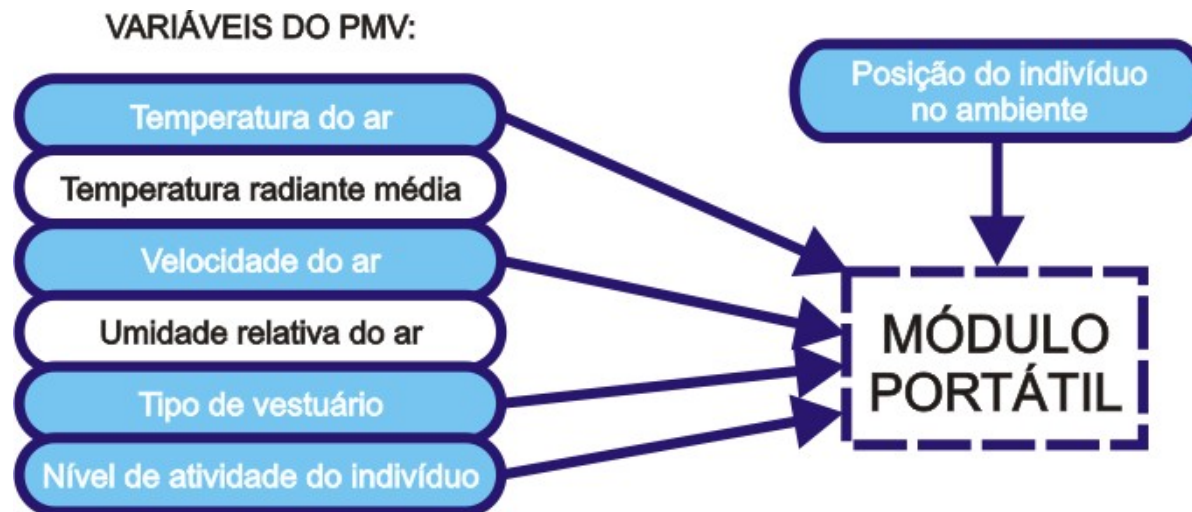 VARIÁVEIS DO PMV:
Temperatura do ar
Temperatura radiante média
Velocidade do ar
Umidade relativa do ar
Tipo de vestuário
Nível de atividade do indivíduo
Posição do indivíduo
no ambiente
MÓDULO
PORTÁTIL